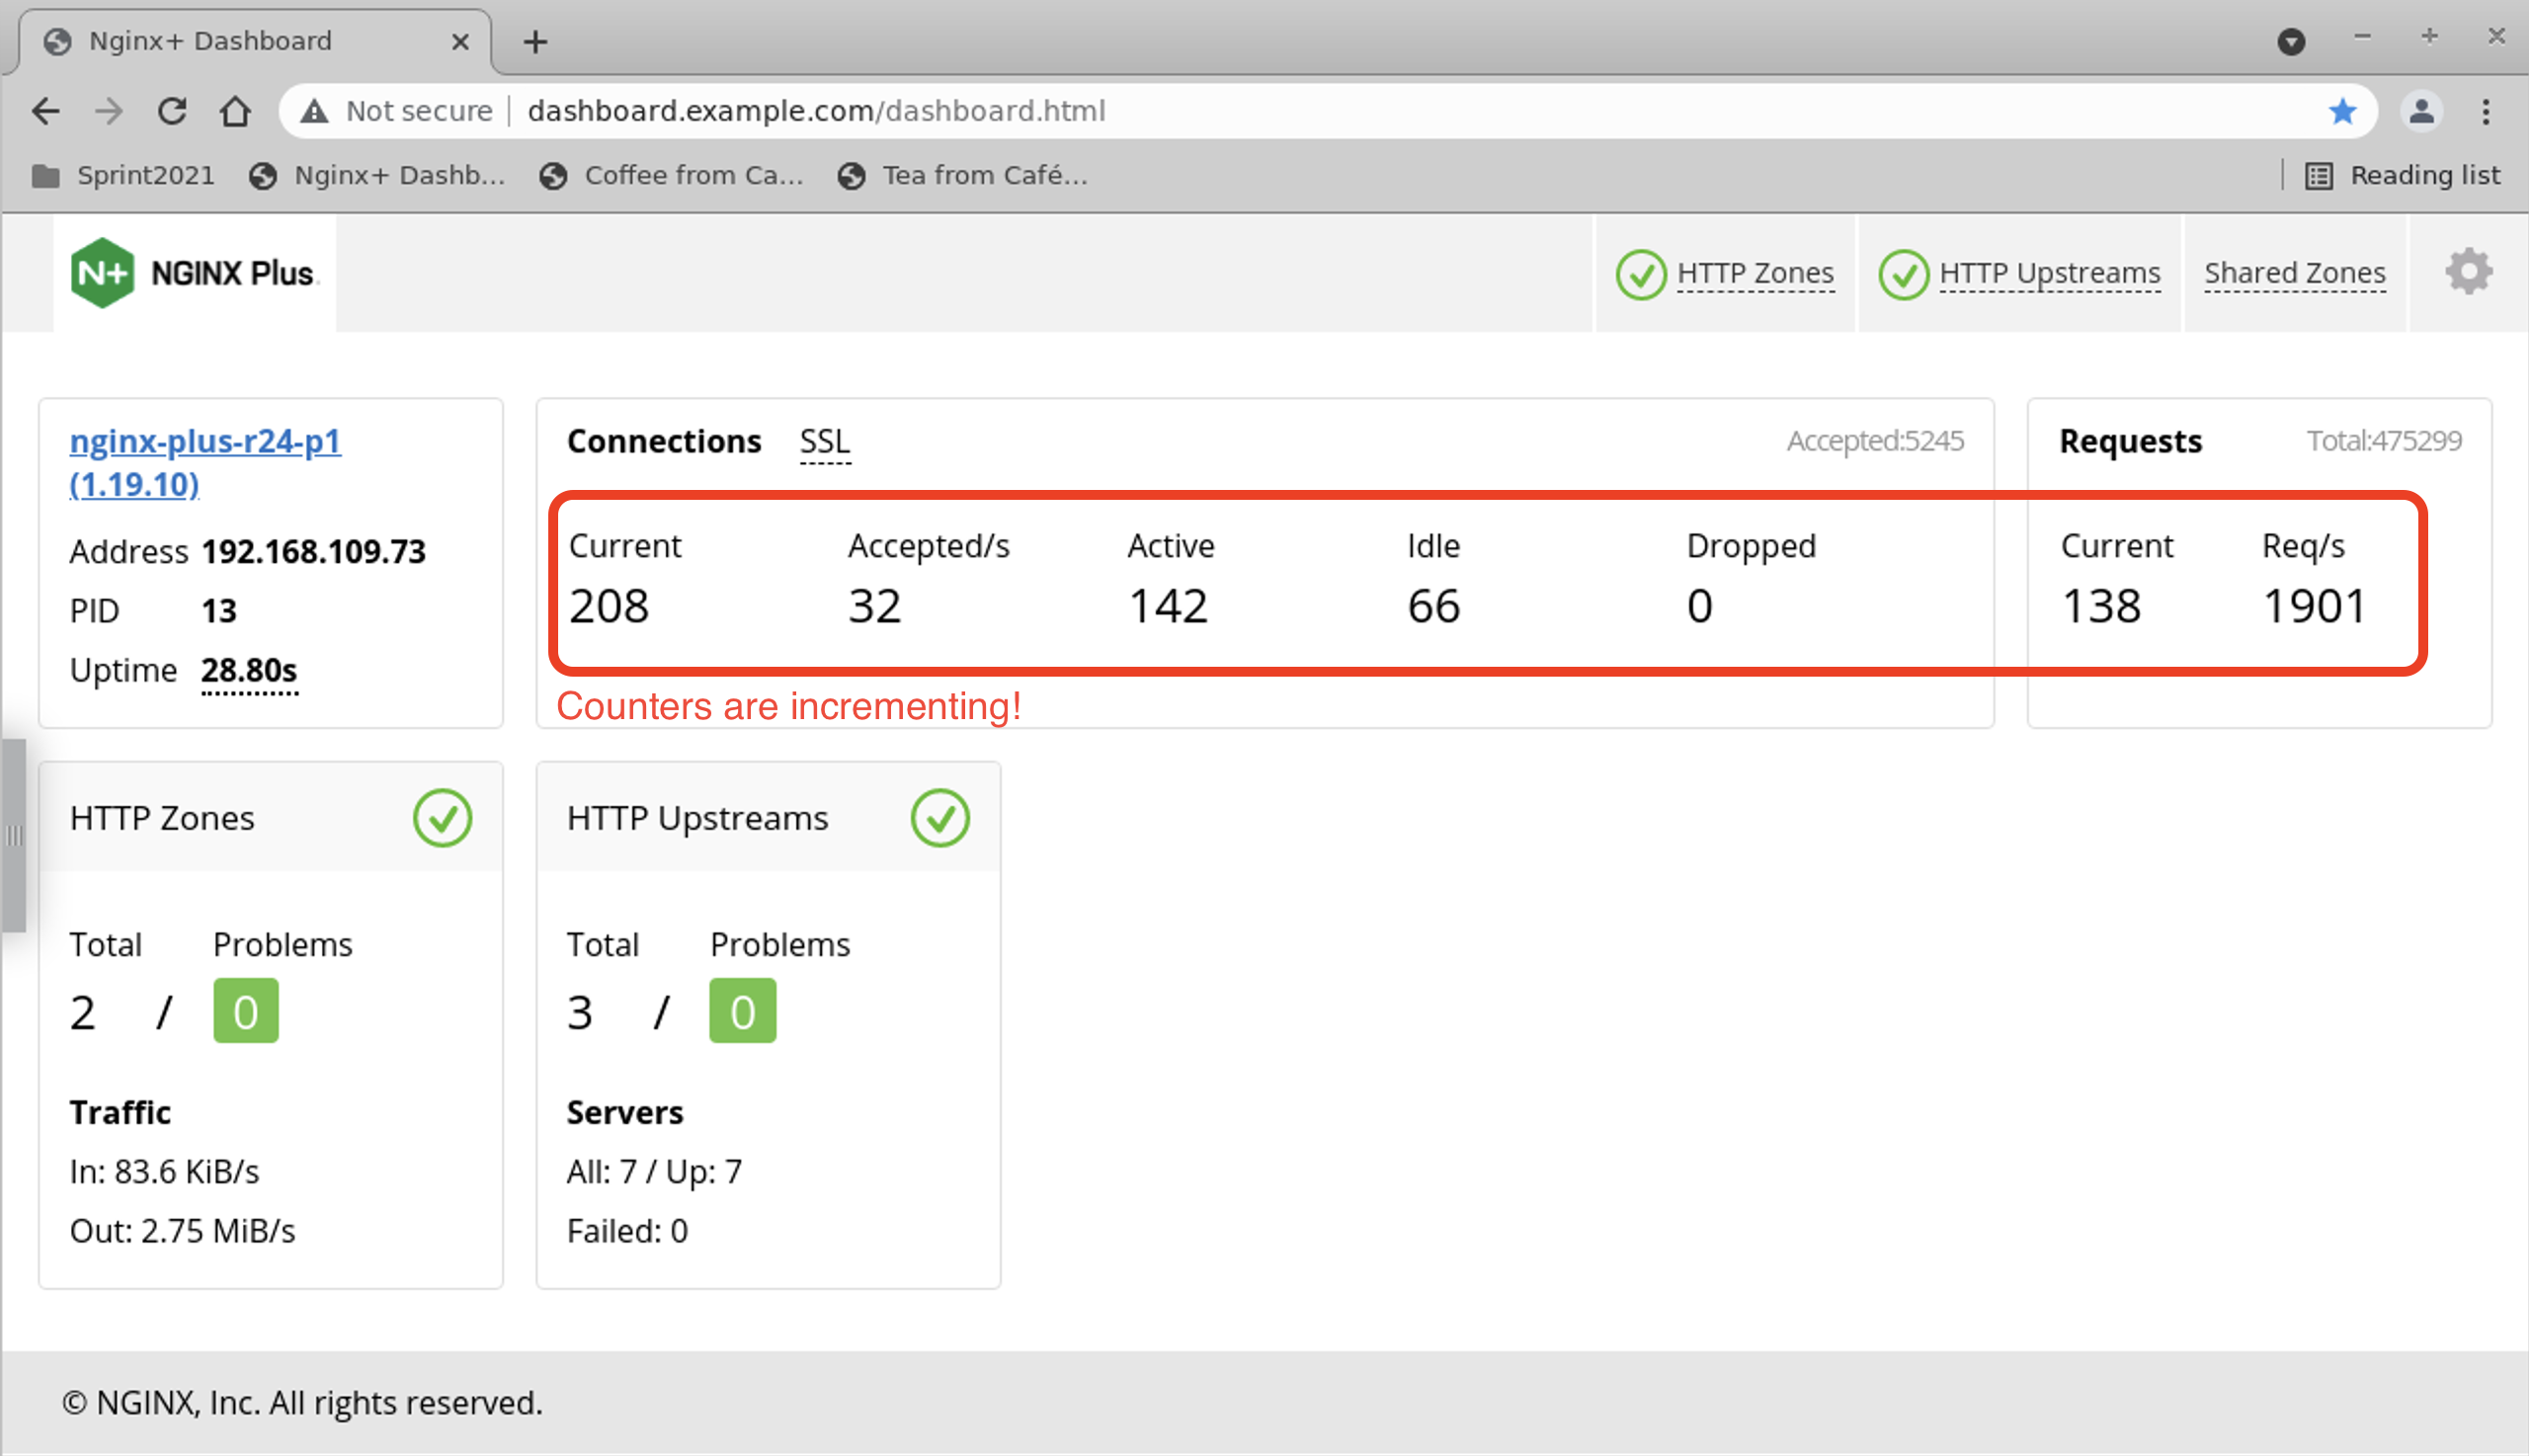 Nginx+ Dashboard
Not secure dashboard.example.com/dashboard.html
Sprint2021 Nginx+ Dashb... Coffee from Ca... Tea from Café... Reading list
N+ NGINX Plus HTTP Zones HTTP Upstreams Shared Zones
nginx-plus-r24-p1
(1.19.10)
Address 192.168.109.73
PID 13
Uptime 28.80s
Connections SSL Accepted:5245
Current Accepted/s Active Idle Dropped
208 32 142 66 0
Counters are incrementing!
Requests Total:475299
Current Req/s
138 1901
HTTP Zones
Total Problems
2 / 0
Traffic
In: 83.6 KiB/s
Out: 2.75 MiB/s
HTTP Upstreams
Total Problems
3 / 0
Servers
All: 7 / Up: 7
Failed: 0
© NGINX, Inc. All rights reserved.